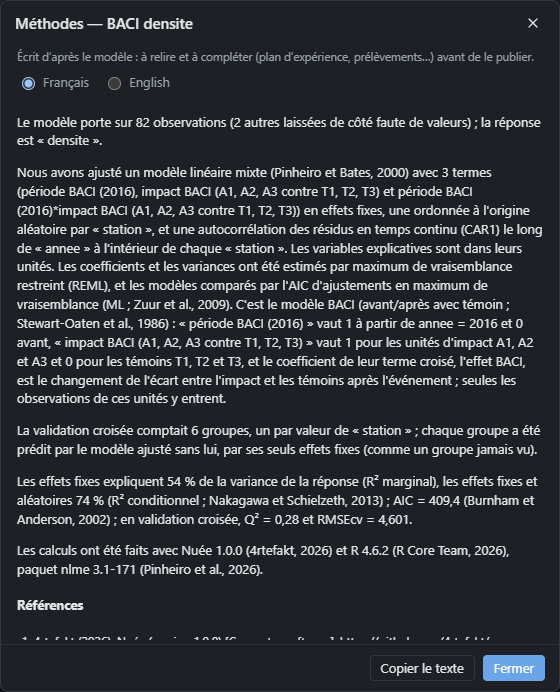 Méthodes — BACI densite
Écrit d'après le modèle : à relire et à compléter (plan d'expérience, prélèvements...) avant de le publier.
Français English
Le modèle porte sur 82 observations (2 autres laissées de côté faute de valeurs) ; la réponse
est « densite ».
Nous avons ajusté un modèle linéaire mixte (Pinheiro et Bates, 2000) avec 3 termes
(période BACI (2016), impact BACI (A1, A2, A3 contre T1, T2, T3) et période BACI
(2016)*impact BACI (A1, A2, A3 contre T1, T2, T3)) en effets fixes, une ordonnée à l'origine
aléatoire par « station », et une autocorrélation des résidus en temps continu (CAR1) le long
de « annee » à l'intérieur de chaque « station ». Les variables explicatives sont dans leurs
unités. Les coefficients et les variances ont été estimés par maximum de vraisemblance
restreint (REML), et les modèles comparés par l'AIC d'ajustements en maximum de
vraisemblance (ML ; Zuur et al., 2009). C'est le modèle BACI (avant/après avec témoin ;
Stewart-Oaten et al., 1986) : « période BACI (2016) » vaut 1 à partir de annee = 2016 et 0
avant, « impact BACI (A1, A2, A3 contre T1, T2, T3) » vaut 1 pour les unités d'impact A1, A2
et A3 et 0 pour les témoins T1, T2 et T3, et le coefficient de leur terme croisé, l'effet BACI,
est le changement de l'écart entre l'impact et les témoins après l'événement ; seules les
observations de ces unités y entrent.
La validation croisée comptait 6 groupes, un par valeur de « station » ; chaque groupe a été
prédit par le modèle ajusté sans lui, par ses seuls effets fixes (comme un groupe jamais vu).
Les effets fixes expliquent 54 % de la variance de la réponse (R² marginal), les effets fixes et
aléatoires 74 % (R² conditionnel ; Nakagawa et Schielzeth, 2013) ; AIC = 409,4 (Burnham et
Anderson, 2002) ; en validation croisée, Q² = 0,28 et RMSEcv = 4,601.
Les calculs ont été faits avec Nuée 1.0.0 (4rtefakt, 2026) et R 4.6.2 (R Core Team, 2026),
paquet nlme 3.1-171 (Pinheiro et al., 2026).
Références
Copier le texte Fermer